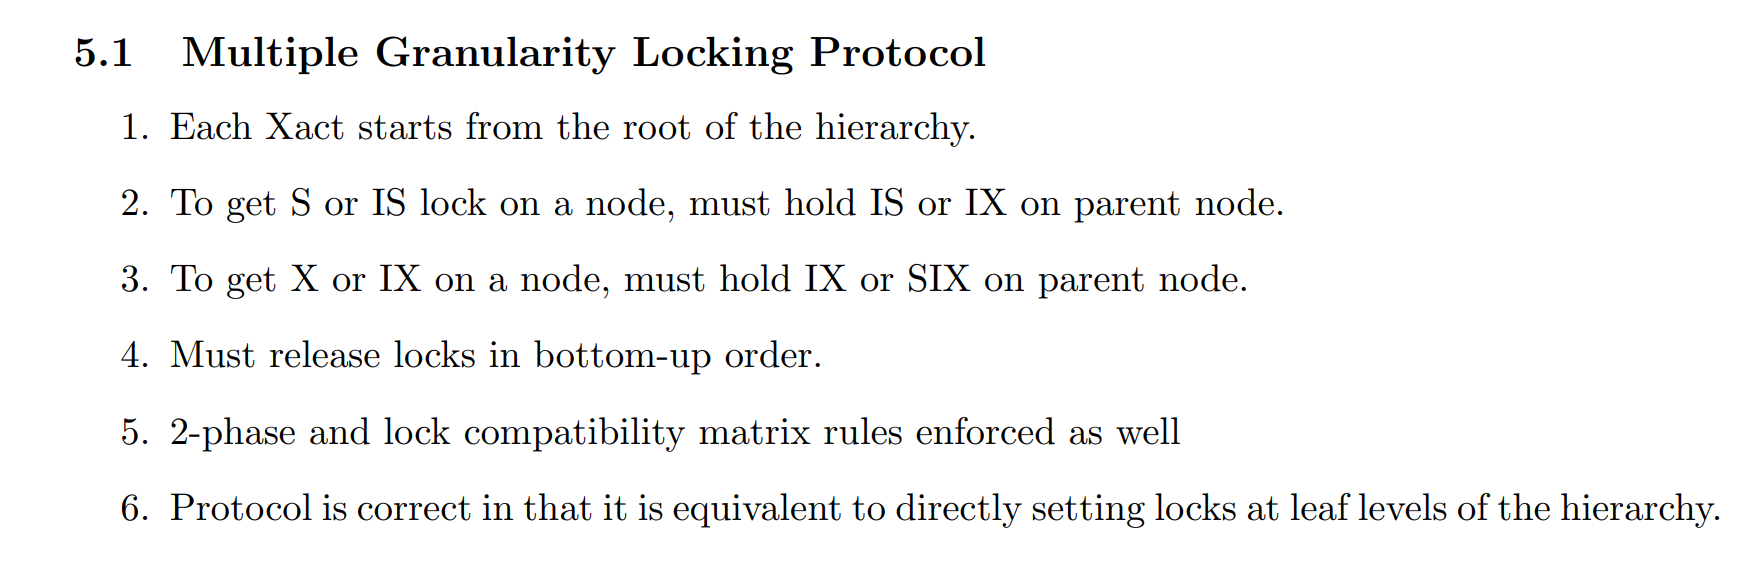 5.1 Multiple Granularity Locking Protocol
1. Each Xact starts from the root of the hierarchy.
2. To get S or IS lock on a node, must hold IS or IX on parent node.
3. To get X or IX on a node, must hold IX or SIX on parent node.
4. Must release locks in bottom-up order.
5. 2-phase and lock compatibility matrix rules enforced as well
6. Protocol is correct in that it is equivalent to directly setting locks at leaf levels of the hierarchy.